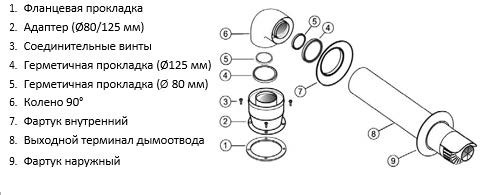 1. Фланцевая прокладка
2. Адаптер (Ø80/125 мм)
3. Соединительные винты
4. Герметичная прокладка (Ø125 мм)
5. Герметичная прокладка (Ø 80 мм)
6. Колено 90°
7. Фартук внутренний
8. Выходной терминал дымоотвода
9. Фартук наружный
6
5
4
5
4
3
2
1
7
8
9